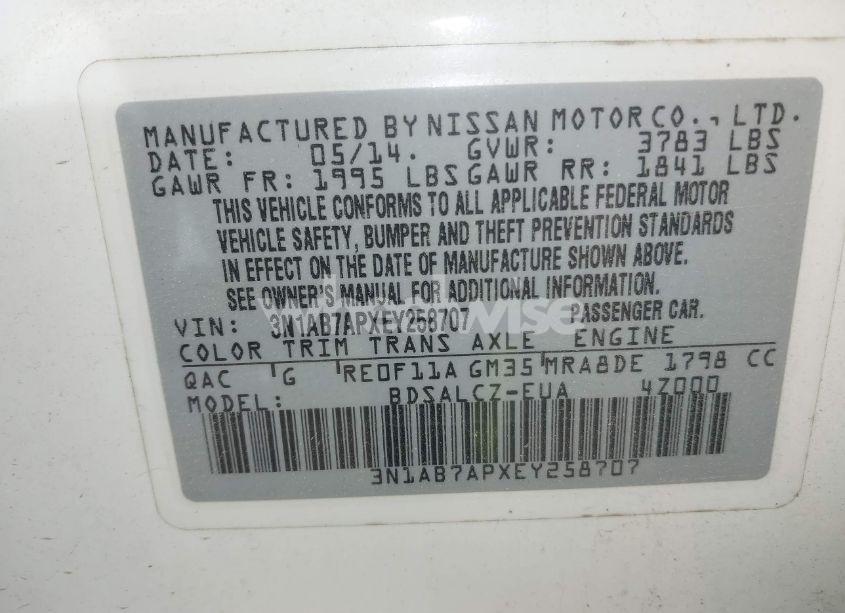 MANUFACTURED BY NISSAN MOTOR CO., LTD.
DATE: 05/14. GVWR: 3783 LBS
GAWR FR: 1995 LBS GAWR RR: 1841 LBS
THIS VEHICLE CONFORMS TO ALL APPLICABLE FEDERAL MOTOR
VEHICLE SAFETY, BUMPER AND THEFT PREVENTION STANDARDS
IN EFFECT ON THE DATE OF MANUFACTURE SHOWN ABOVE.
SEE OWNER'S MANUAL FOR ADDITIONAL INFORMATION.
VIN: 3N1AB7APXEY258707 PASSENGER CAR.
COLOR TRIM TRANS AXLE ENGINE
QAC G RE0F11A GM35 MRA8DE 1798 CC
MODEL: BDSALCZ-EUA 4Z000
3N1AB7APXEY258707